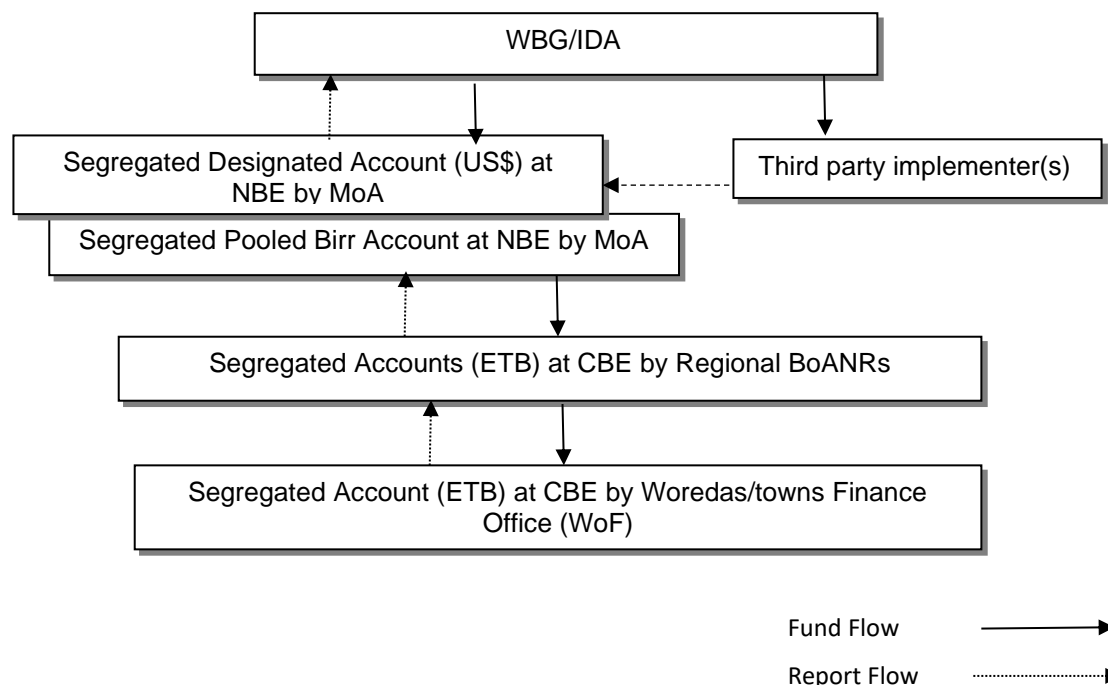 WBG/IDA
Segregated Designated Account (US$) at
NBE by MoA
Third party implementer(s)
Segregated Pooled Birr Account at NBE by MoA
Segregated Accounts (ETB) at CBE by Regional BoANRs
Segregated Account (ETB) at CBE by Woredas/towns Finance
Office (WoF)
Fund Flow
Report Flow